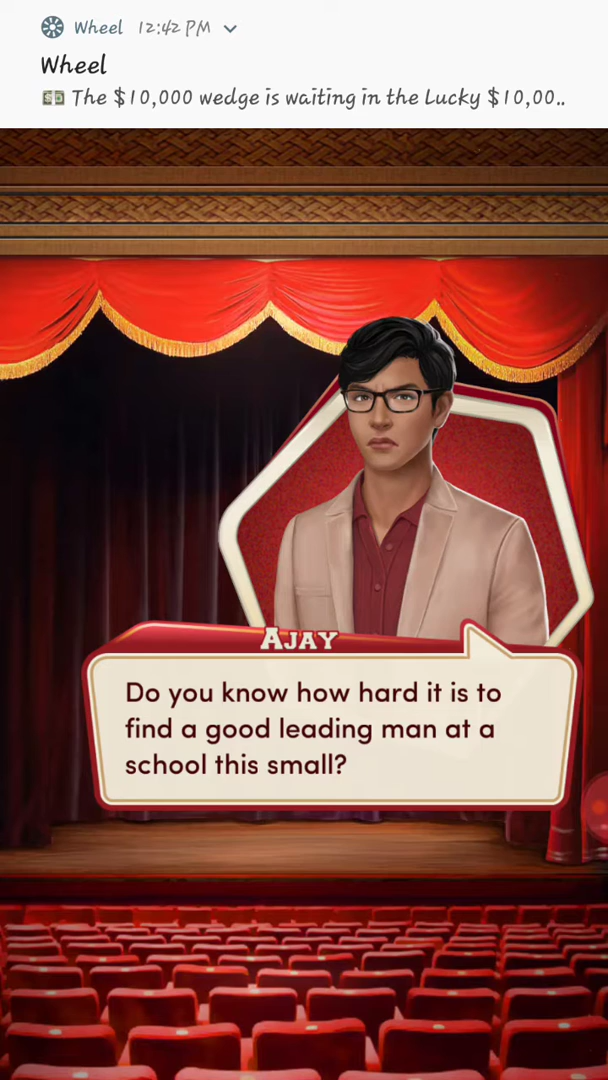 Wheel 12:42 PM
Wheel
💵 The $10,000 wedge is waiting in the Lucky $10,00..
AJAY
Do you know how hard it is to
find a good leading man at a
school this small?